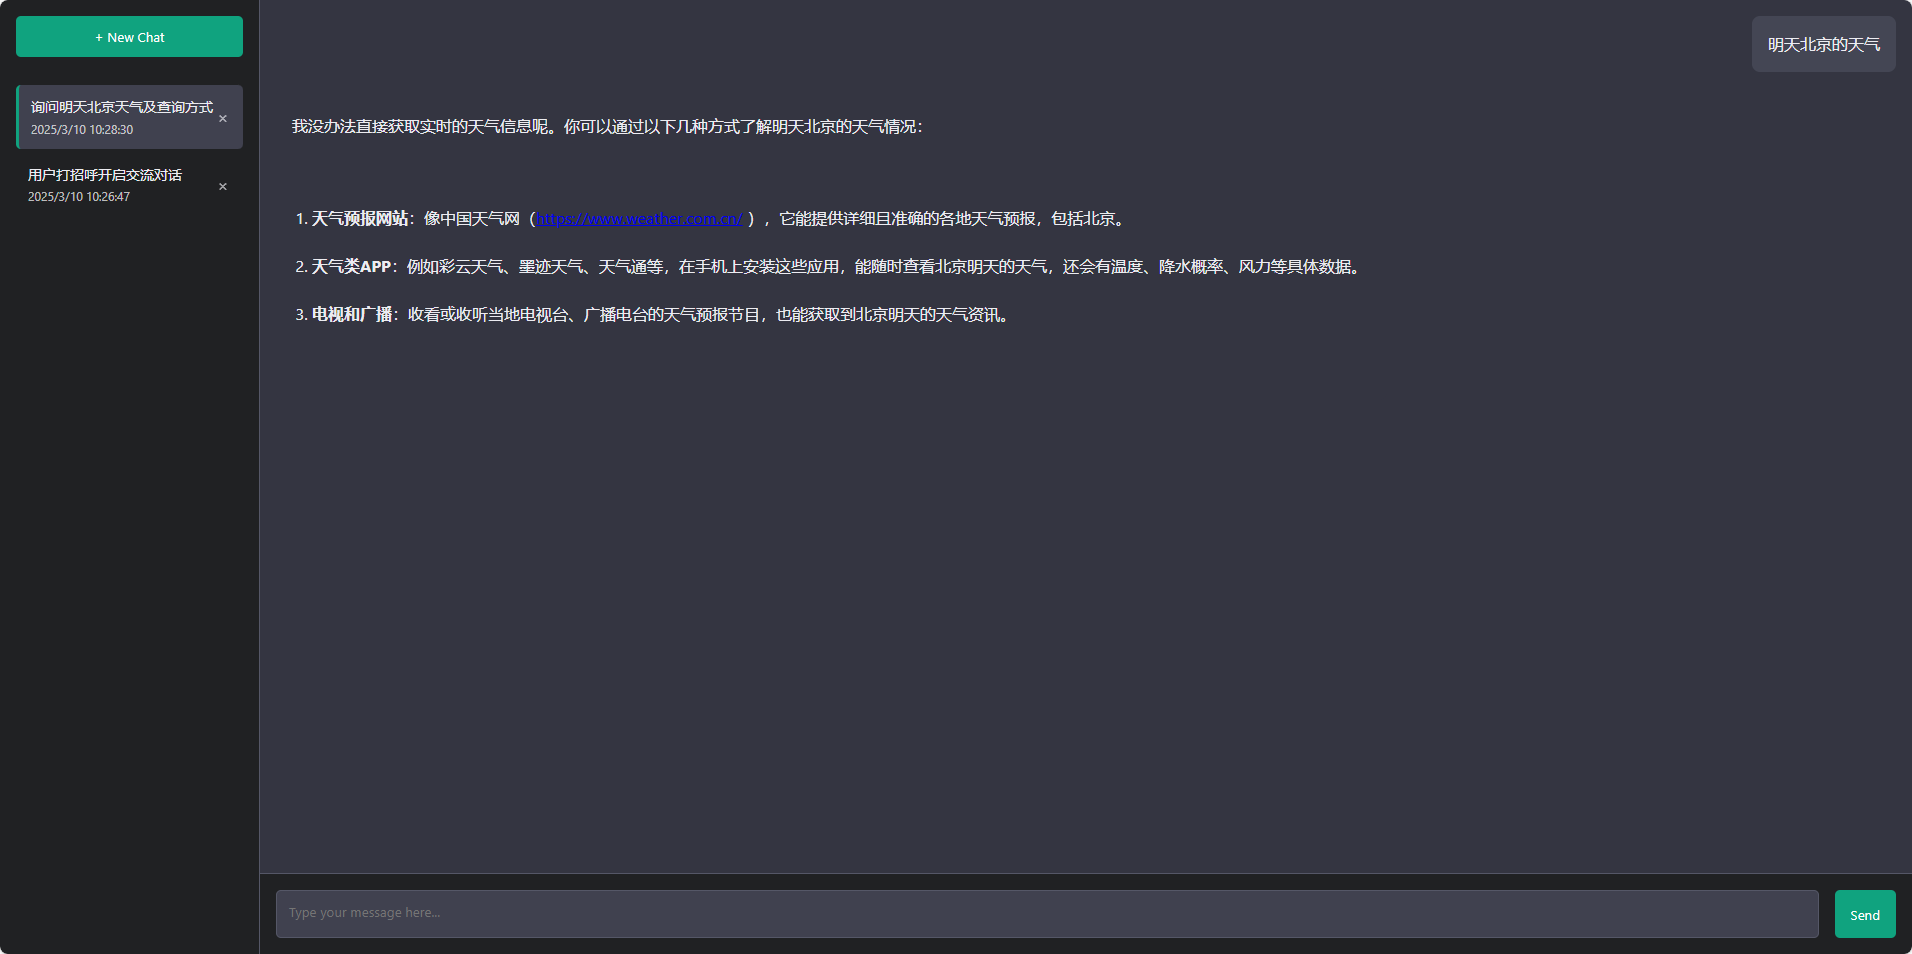 + New Chat
询问明天北京天气及查询方式
2025/3/10 10:28:30
×
用户打招呼开启交流对话
2025/3/10 10:26:47
×
明天北京的天气
我没办法直接获取实时的天气信息呢。你可以通过以下几种方式了解明天北京的天气情况：
1. 天气预报网站：像中国天气网（https://www.weather.com.cn/ ），它能提供详细且准确的各地天气预报，包括北京。
2. 天气类APP：例如彩云天气、墨迹天气、天气通等，在手机上安装这些应用，能随时查看北京明天的天气，还会有温度、降水概率、风力等具体数据。
3. 电视和广播：收看或收听当地电视台、广播电台的天气预报节目，也能获取到北京明天的天气资讯。
Type your message here...
Send